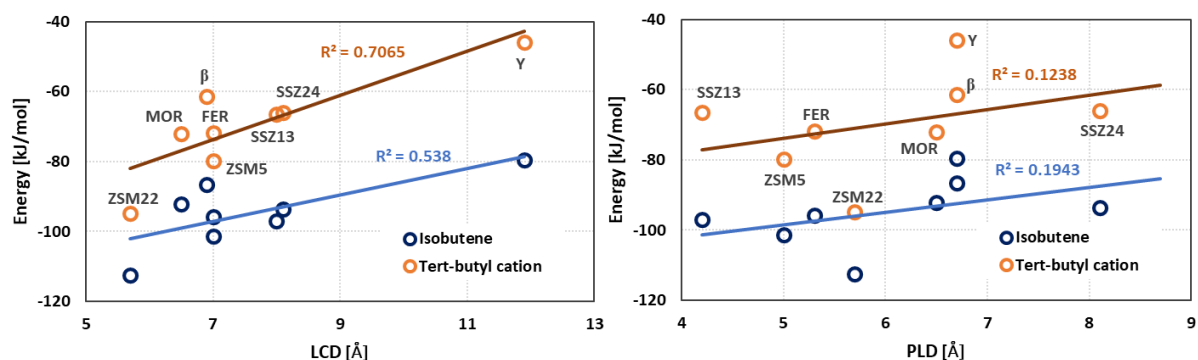 -40
-60
-80
-100
-120
Energy [kJ/mol]
R² = 0.7065
β
Y
SSZ24
MOR
FER
SSZ13
R² = 0.538
ZSM5
ZSM22
Isobutene
Tert-butyl cation
5
7
9
11
13
LCD [Å]
-40
-60
-80
-100
-120
Energy [kJ/mol]
Y
R² = 0.1238
SSZ13
β
FER
SSZ24
MOR
ZSM5
R² = 0.1943
ZSM22
Isobutene
Tert-butyl cation
4
5
6
7
8
9
PLD [Å]